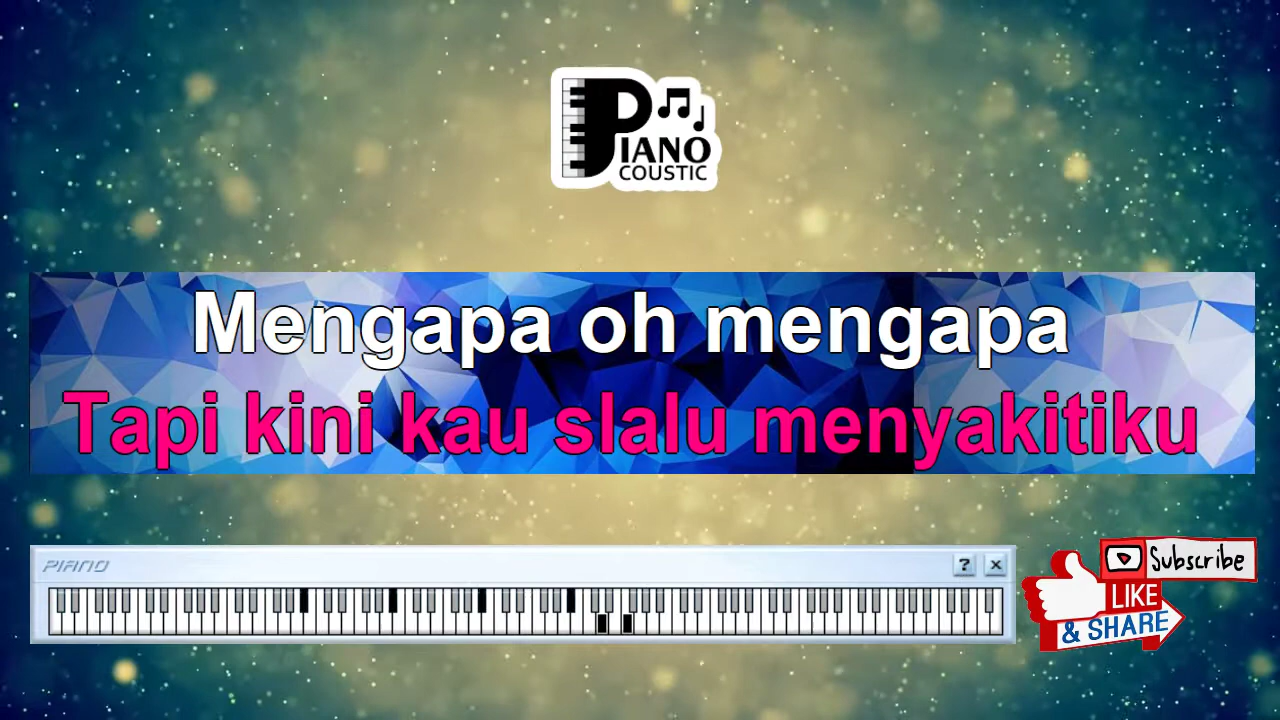 PIANO
COUSTIC
Mengapa oh mengapa
Tapi kini kau slalu menyakitiku
PIANO
? ×
Subscribe
LIKE
& SHARE